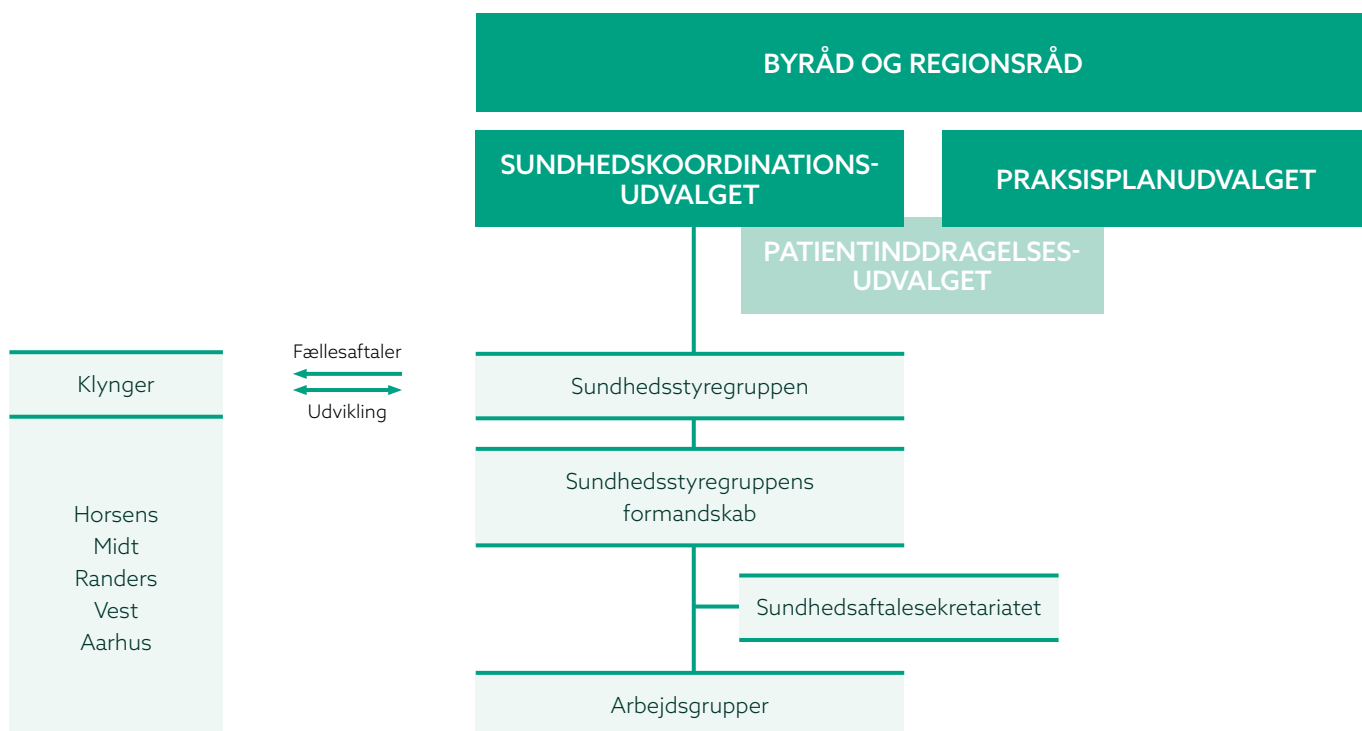 BYRÅD OG REGIONSRÅD
SUNDHEDSKOORDINATIONS-
UDVALGET
PRAKSISPLANUDVALGET
PATIENTINDDRAGELSES-
UDVALGET
Klynger
Fællesaftaler
Udvikling
Sundhedsstyregruppen
Sundhedsstyregruppens
formandskab
Horsens
Midt
Randers
Vest
Aarhus
Sundhedsaftalesekretariatet
Arbejdsgrupper